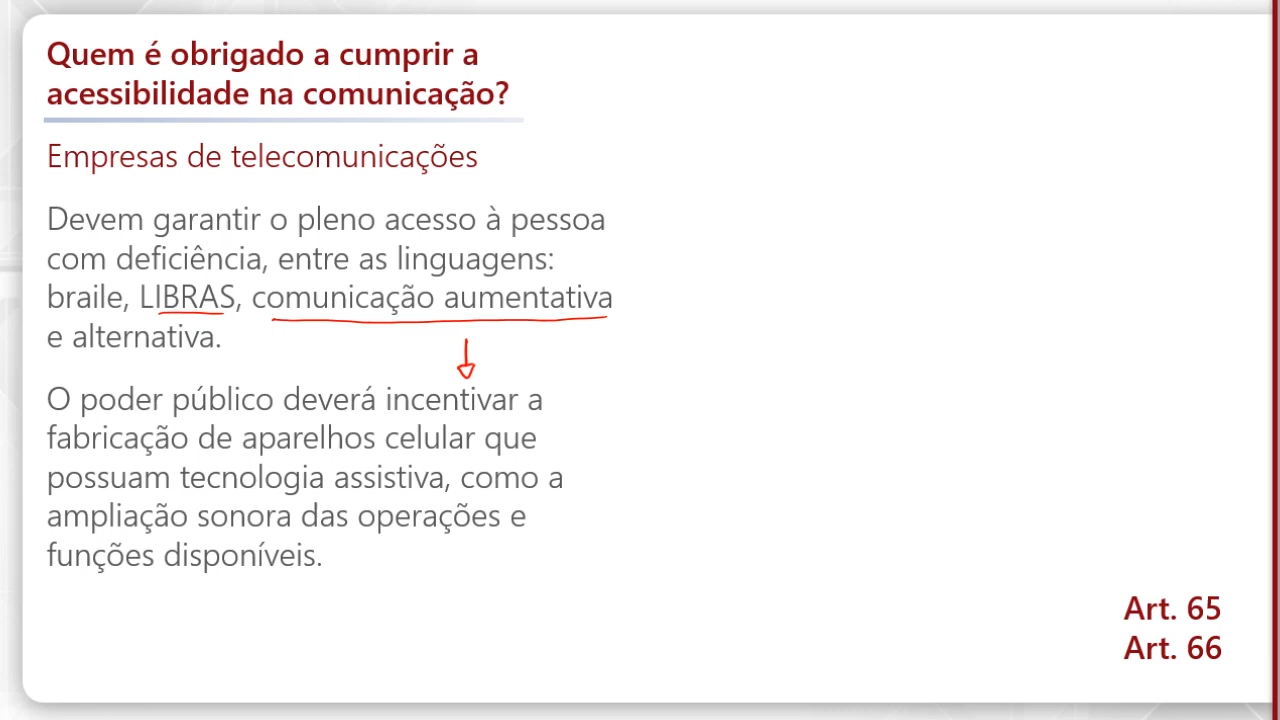 Quem é obrigado a cumprir a
acessibilidade na comunicação?
Empresas de telecomunicações
Devem garantir o pleno acesso à pessoa
com deficiência, entre as linguagens:
braile, LIBRAS, comunicação aumentativa
e alternativa.
O poder público deverá incentivar a
fabricação de aparelhos celular que
possuam tecnologia assistiva, como a
ampliação sonora das operações e
funções disponíveis.
Art. 65
Art. 66